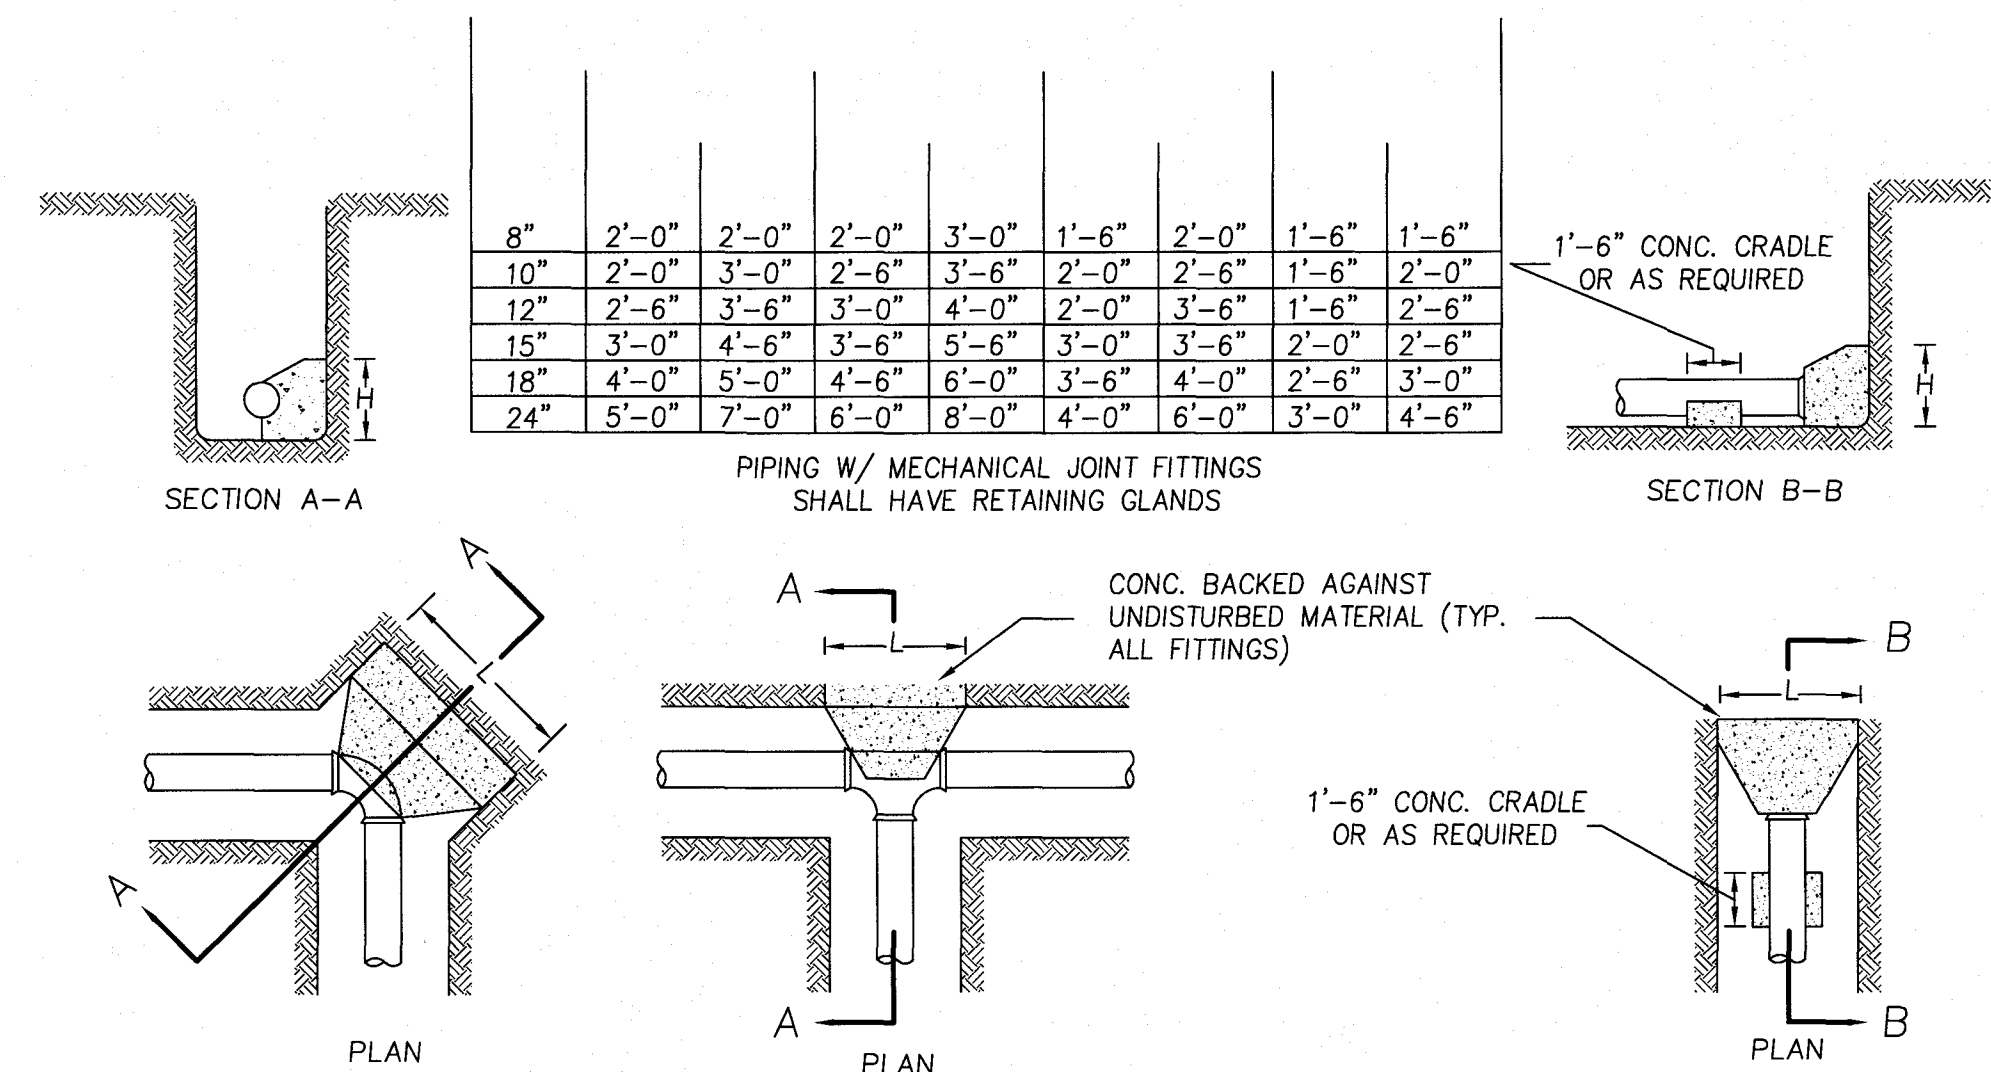 8" 2'-0" 2'-0" 2'-0" 3'-0" 1'-6" 2'-0" 1'-6" 1'-6"
10" 2'-0" 3'-0" 2'-6" 3'-6" 2'-0" 2'-6" 1'-6" 2'-0"
12" 2'-6" 3'-6" 3'-0" 4'-0" 2'-0" 3'-6" 1'-6" 2'-6"
15" 3'-0" 4'-6" 3'-6" 5'-6" 3'-0" 3'-6" 2'-0" 2'-6"
18" 4'-0" 5'-0" 4'-6" 6'-0" 3'-6" 4'-0" 2'-6" 3'-0"
24" 5'-0" 7'-0" 6'-0" 8'-0" 4'-0" 6'-0" 3'-0" 4'-6"
PIPING W/ MECHANICAL JOINT FITTINGS
SHALL HAVE RETAINING GLANDS
H
SECTION A-A
1'-6" CONC. CRADLE
OR AS REQUIRED
H
SECTION B-B
A
L
A
PLAN
A
L
A
PLAN
CONC. BACKED AGAINST
UNDISTURBED MATERIAL (TYP.
ALL FITTINGS)
B
L
1'-6" CONC. CRADLE
OR AS REQUIRED
B
PLAN